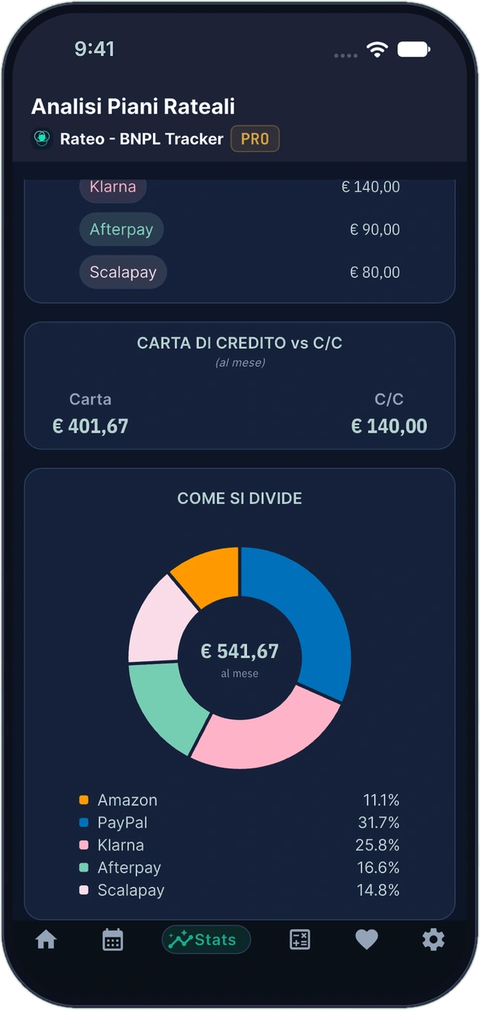 9:41
Analisi Piani Rateali
Rateo - BNPL Tracker PRO
Klarna € 140,00
Afterpay € 90,00
Scalapay € 80,00
CARTA DI CREDITO vs C/C
(al mese)
Carta C/C
€ 401,67 € 140,00
COME SI DIVIDE
€ 541,67
al mese
Amazon 11.1%
PayPal 31.7%
Klarna 25.8%
Afterpay 16.6%
Scalapay 14.8%
Stats